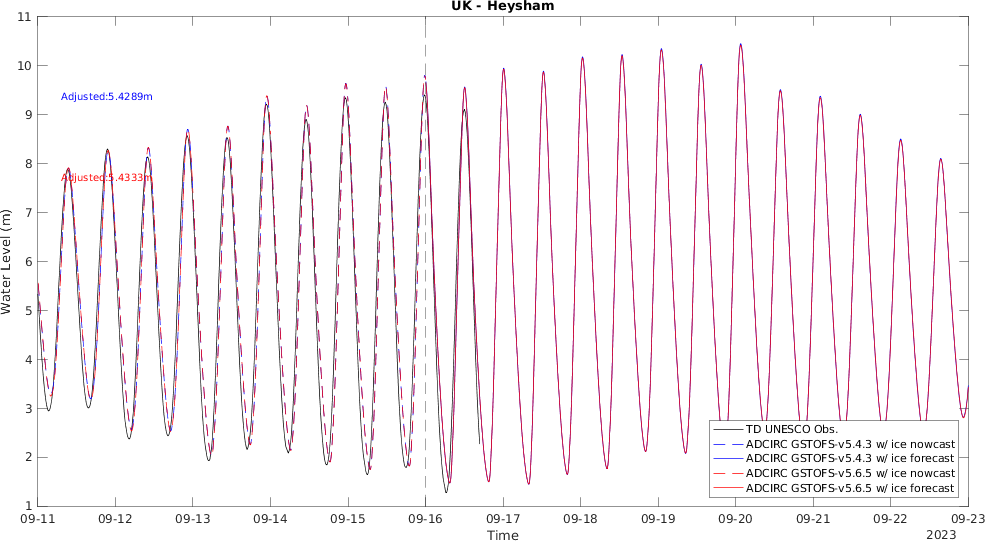 UK - Heysham
11
10
9
8
7
6
5
4
3
2
1
Water Level (m)
Adjusted:5.4289m
Adjusted:5.4333m
TD UNESCO Obs.
ADCIRC GSTOFS-v5.4.3 w/ ice nowcast
ADCIRC GSTOFS-v5.4.3 w/ ice forecast
ADCIRC GSTOFS-v5.6.5 w/ ice nowcast
ADCIRC GSTOFS-v5.6.5 w/ ice forecast
09-11 09-12 09-13 09-14 09-15 09-16 09-17 09-18 09-19 09-20 09-21 09-22 09-23
Time
2023